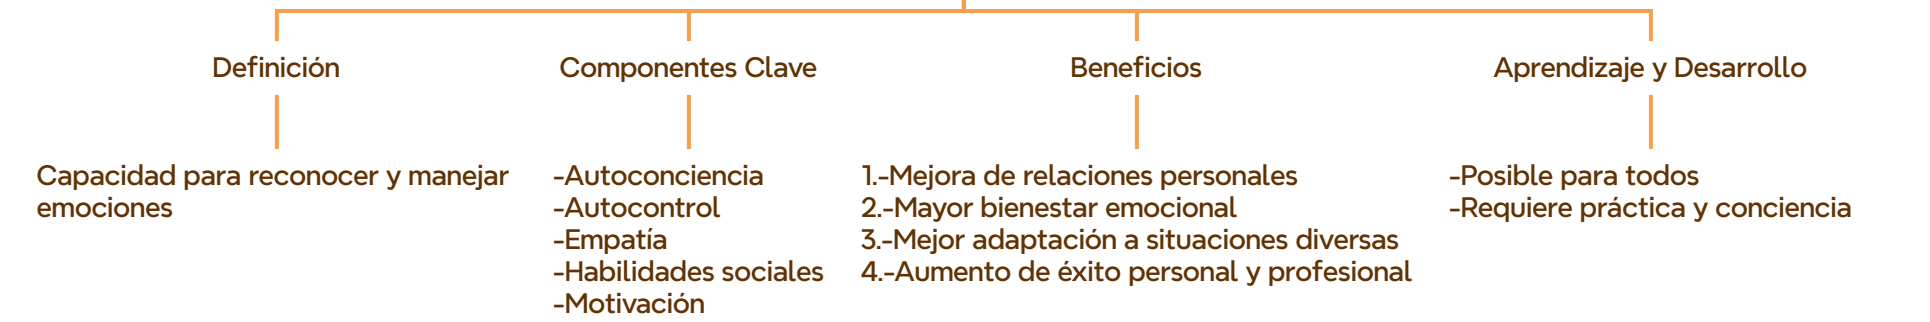 Definición
Capacidad para reconocer y manejar
emociones
Componentes Clave
-Autoconciencia
-Autocontrol
-Empatía
-Habilidades sociales
-Motivación
Beneficios
1.-Mejora de relaciones personales
2.-Mayor bienestar emocional
3.-Mejor adaptación a situaciones diversas
4.-Aumento de éxito personal y profesional
Aprendizaje y Desarrollo
-Posible para todos
-Requiere práctica y conciencia